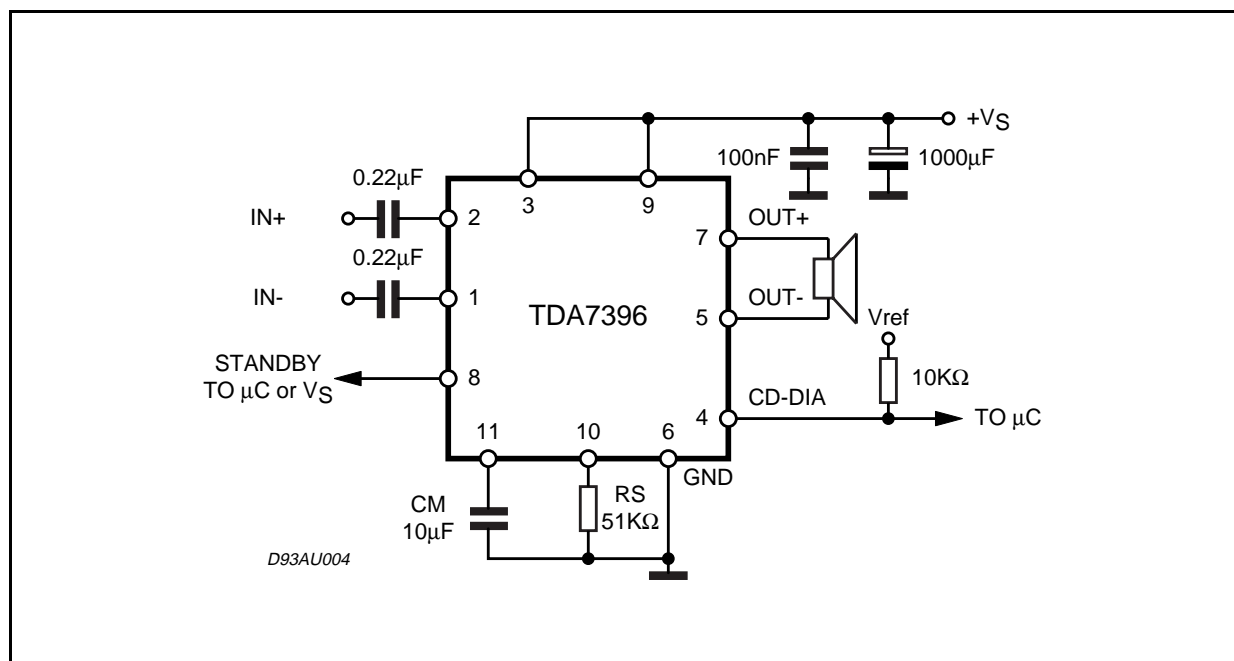 +VS
100nF
1000μF
0.22μF
3
9
IN+
2
OUT+
7
0.22μF
IN-
1
TDA7396
OUT-
5
Vref
STANDBY
TO μC or VS
8
10KΩ
CD-DIA
4
TO μC
11
10
6
GND
CM
10μF
RS
51KΩ
D93AU004